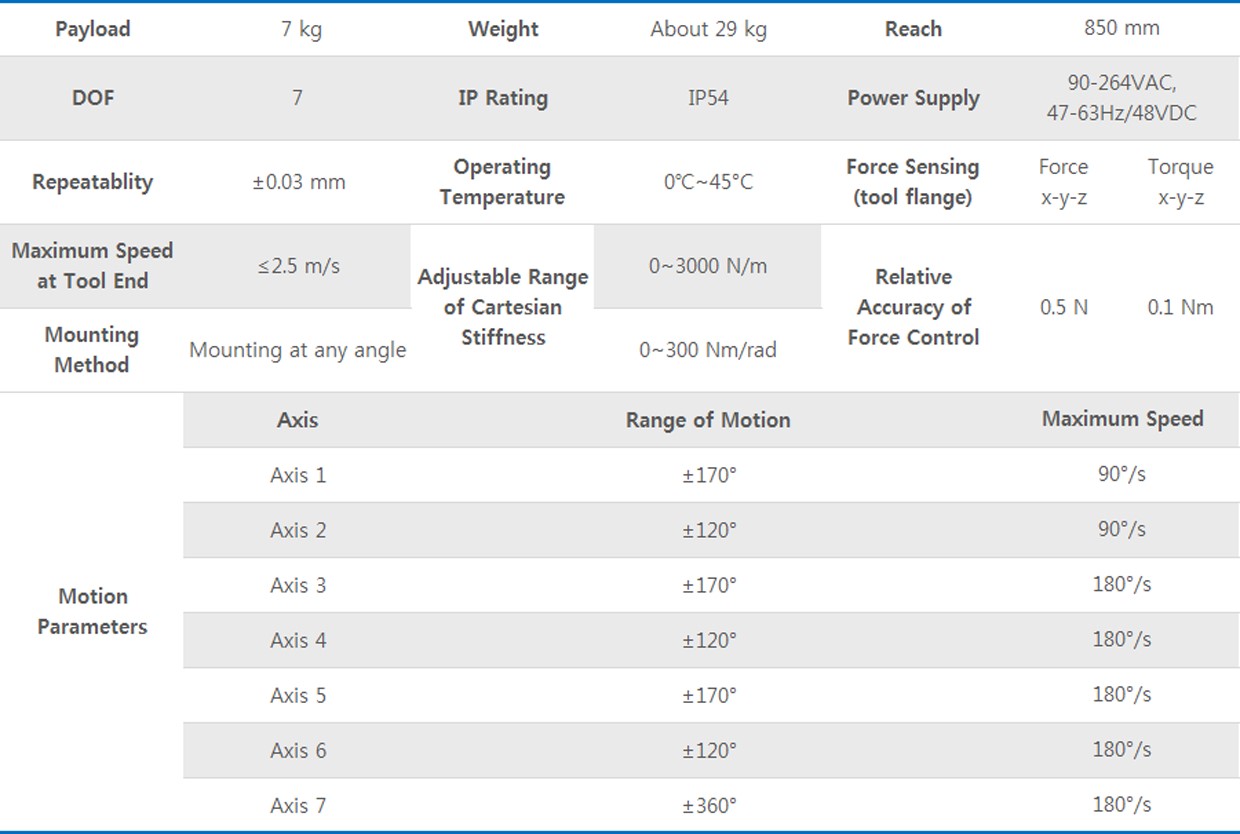 Payload 7 kg Weight About 29 kg Reach 850 mm
DOF 7 IP Rating IP54 Power Supply 90-264VAC,
47-63Hz/48VDC
Repeatablity ±0.03 mm Operating
Temperature 0℃~45°C Force Sensing
(tool flange) Force
x-y-z Torque
x-y-z
Maximum Speed
at Tool End ≤2.5 m/s Adjustable Range
of Cartesian
Stiffness 0~3000 N/m Relative
Accuracy of
Force Control 0.5 N 0.1 Nm
Mounting
Method Mounting at any angle 0~300 Nm/rad
Motion
Parameters
Axis Range of Motion Maximum Speed
Axis 1 ±170° 90°/s
Axis 2 ±120° 90°/s
Axis 3 ±170° 180°/s
Axis 4 ±120° 180°/s
Axis 5 ±170° 180°/s
Axis 6 ±120° 180°/s
Axis 7 ±360° 180°/s